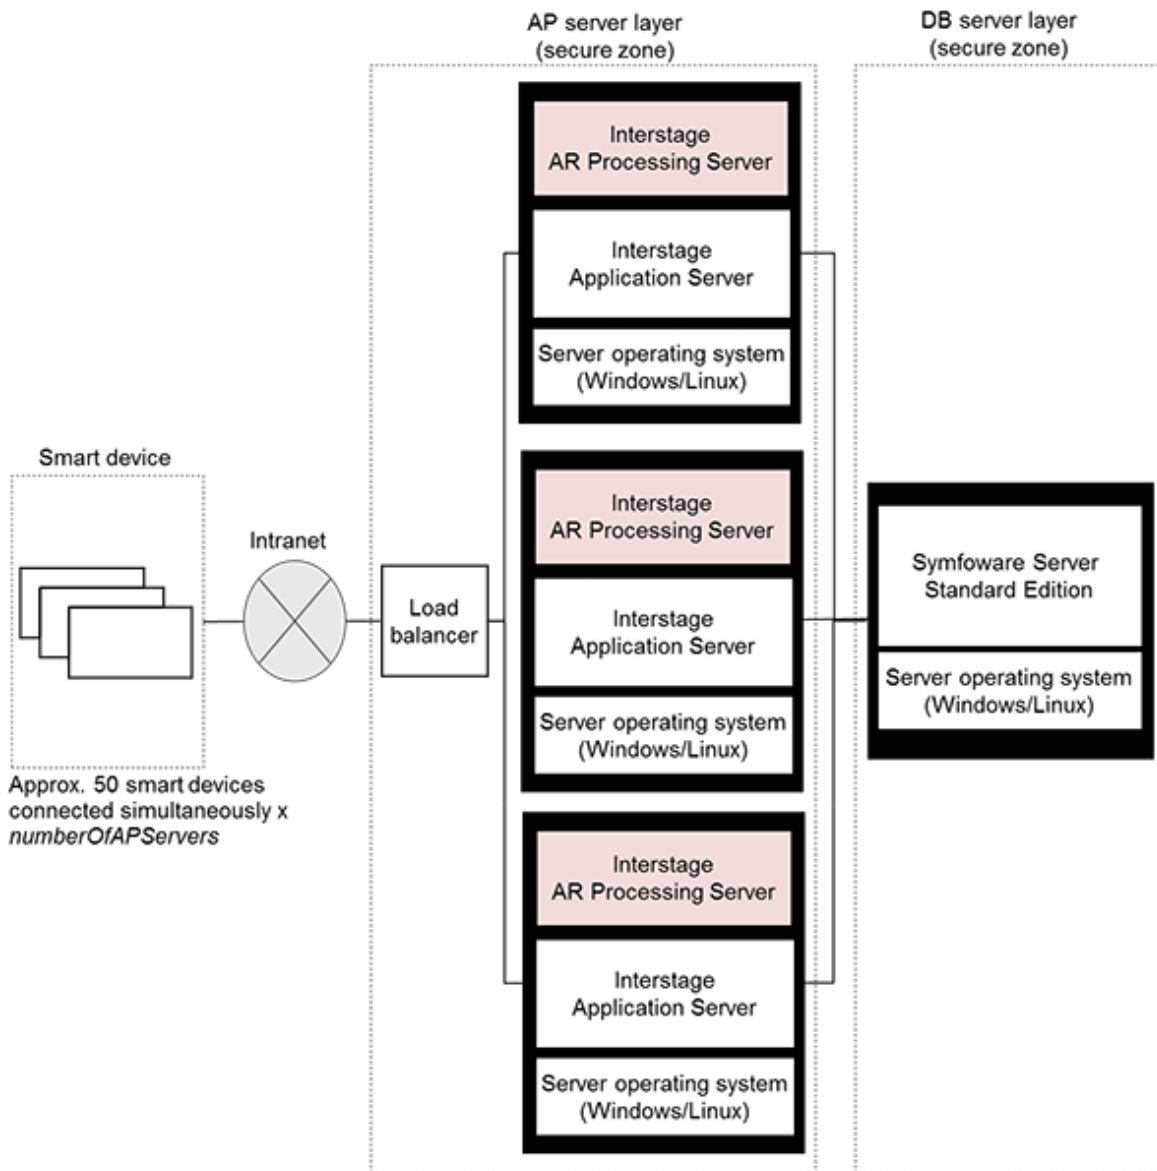 AP server layer
(secure zone)
DB server layer
(secure zone)
Interstage
AR Processing Server
Interstage
Application Server
Server operating system
(Windows/Linux)
Smart device
Intranet
Load
balancer
Interstage
AR Processing Server
Interstage
Application Server
Server operating system
(Windows/Linux)
Symfoware Server
Standard Edition
Server operating system
(Windows/Linux)
Approx. 50 smart devices
connected simultaneously x
numberOfAPServers
Interstage
AR Processing Server
Interstage
Application Server
Server operating system
(Windows/Linux)